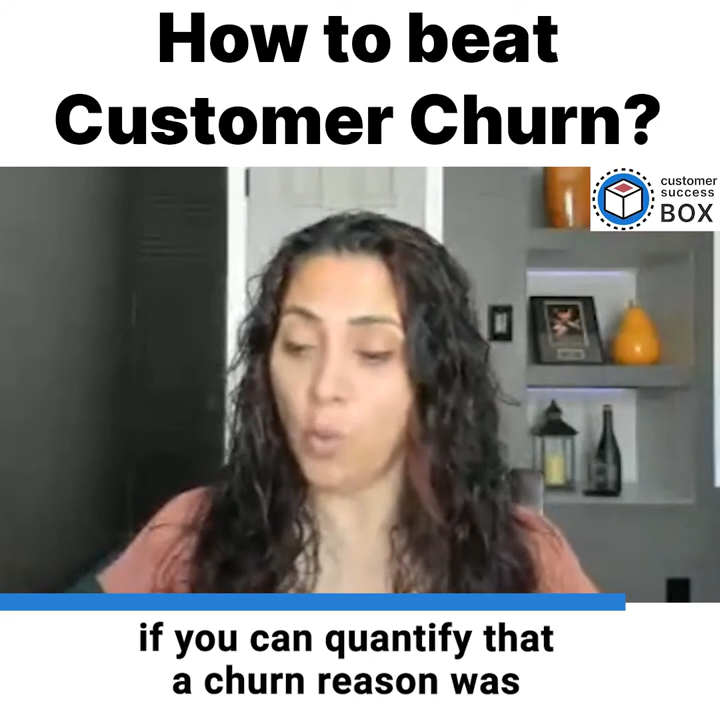 How to beat
Customer Churn?
customer
success
BOX
if you can quantify that
a churn reason was